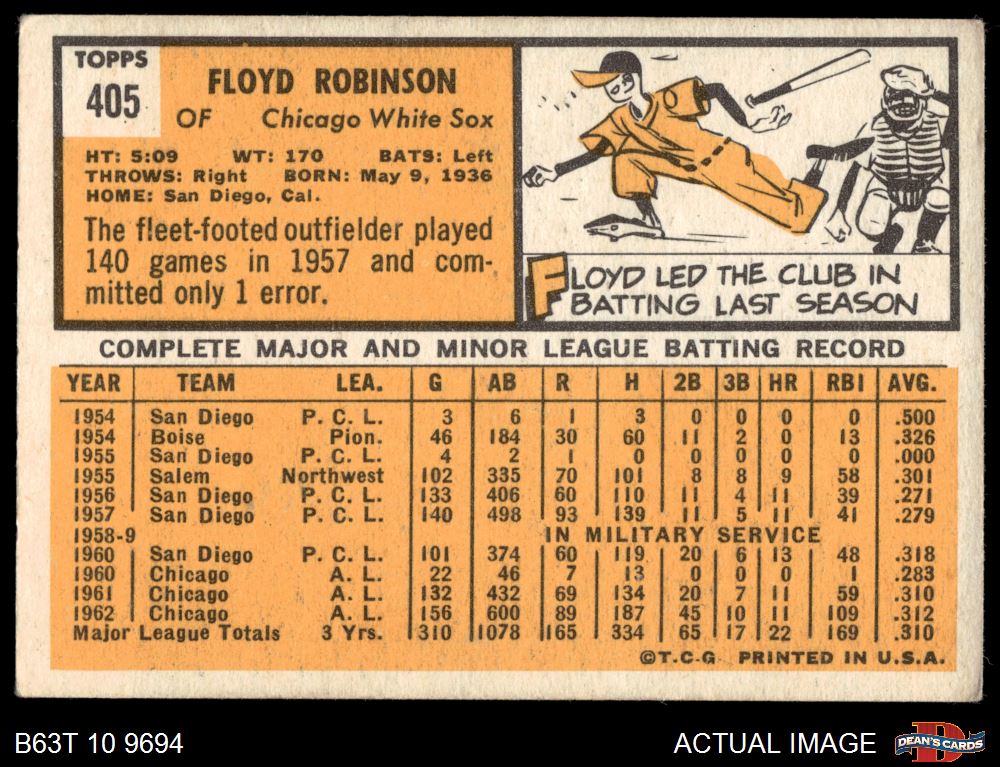 TOPPS
405
FLOYD ROBINSON
OF Chicago White Sox
HT: 5:09 WT: 170 BATS: Left
THROWS: Right BORN: May 9, 1936
HOME: San Diego, Cal.
The fleet-footed outfielder played
140 games in 1957 and com-
mitted only 1 error.
FLOYD LED THE CLUB IN
BATTING LAST SEASON
COMPLETE MAJOR AND MINOR LEAGUE BATTING RECORD
YEAR TEAM LEA. G AB R H 2B 3B HR RBI AVG.
1954 San Diego P. C. L. 3 6 1 3 0 0 0 0 .500
1954 Boise Pion. 46 184 30 60 11 2 0 13 .326
1955 San Diego P. C. L. 4 2 1 0 0 0 0 0 .000
1955 Salem Northwest 102 335 70 101 8 8 9 58 .301
1956 San Diego P. C. L. 133 406 60 110 11 4 11 39 .271
1957 San Diego P. C. L. 140 498 93 139 11 5 11 41 .279
1958-9 IN MILITARY SERVICE
1960 San Diego P. C. L. 101 374 60 119 20 6 13 48 .318
1960 Chicago A. L. 22 46 7 13 0 0 0 1 .283
1961 Chicago A. L. 132 432 69 134 20 7 11 59 .310
1962 Chicago A. L. 156 600 89 187 45 10 11 109 .312
Major League Totals 3 Yrs. 310 1078 165 334 65 17 22 169 .310
©T.C.G. PRINTED IN U.S.A.
B63T 10 9694
ACTUAL IMAGE
DEAN'S CARDS